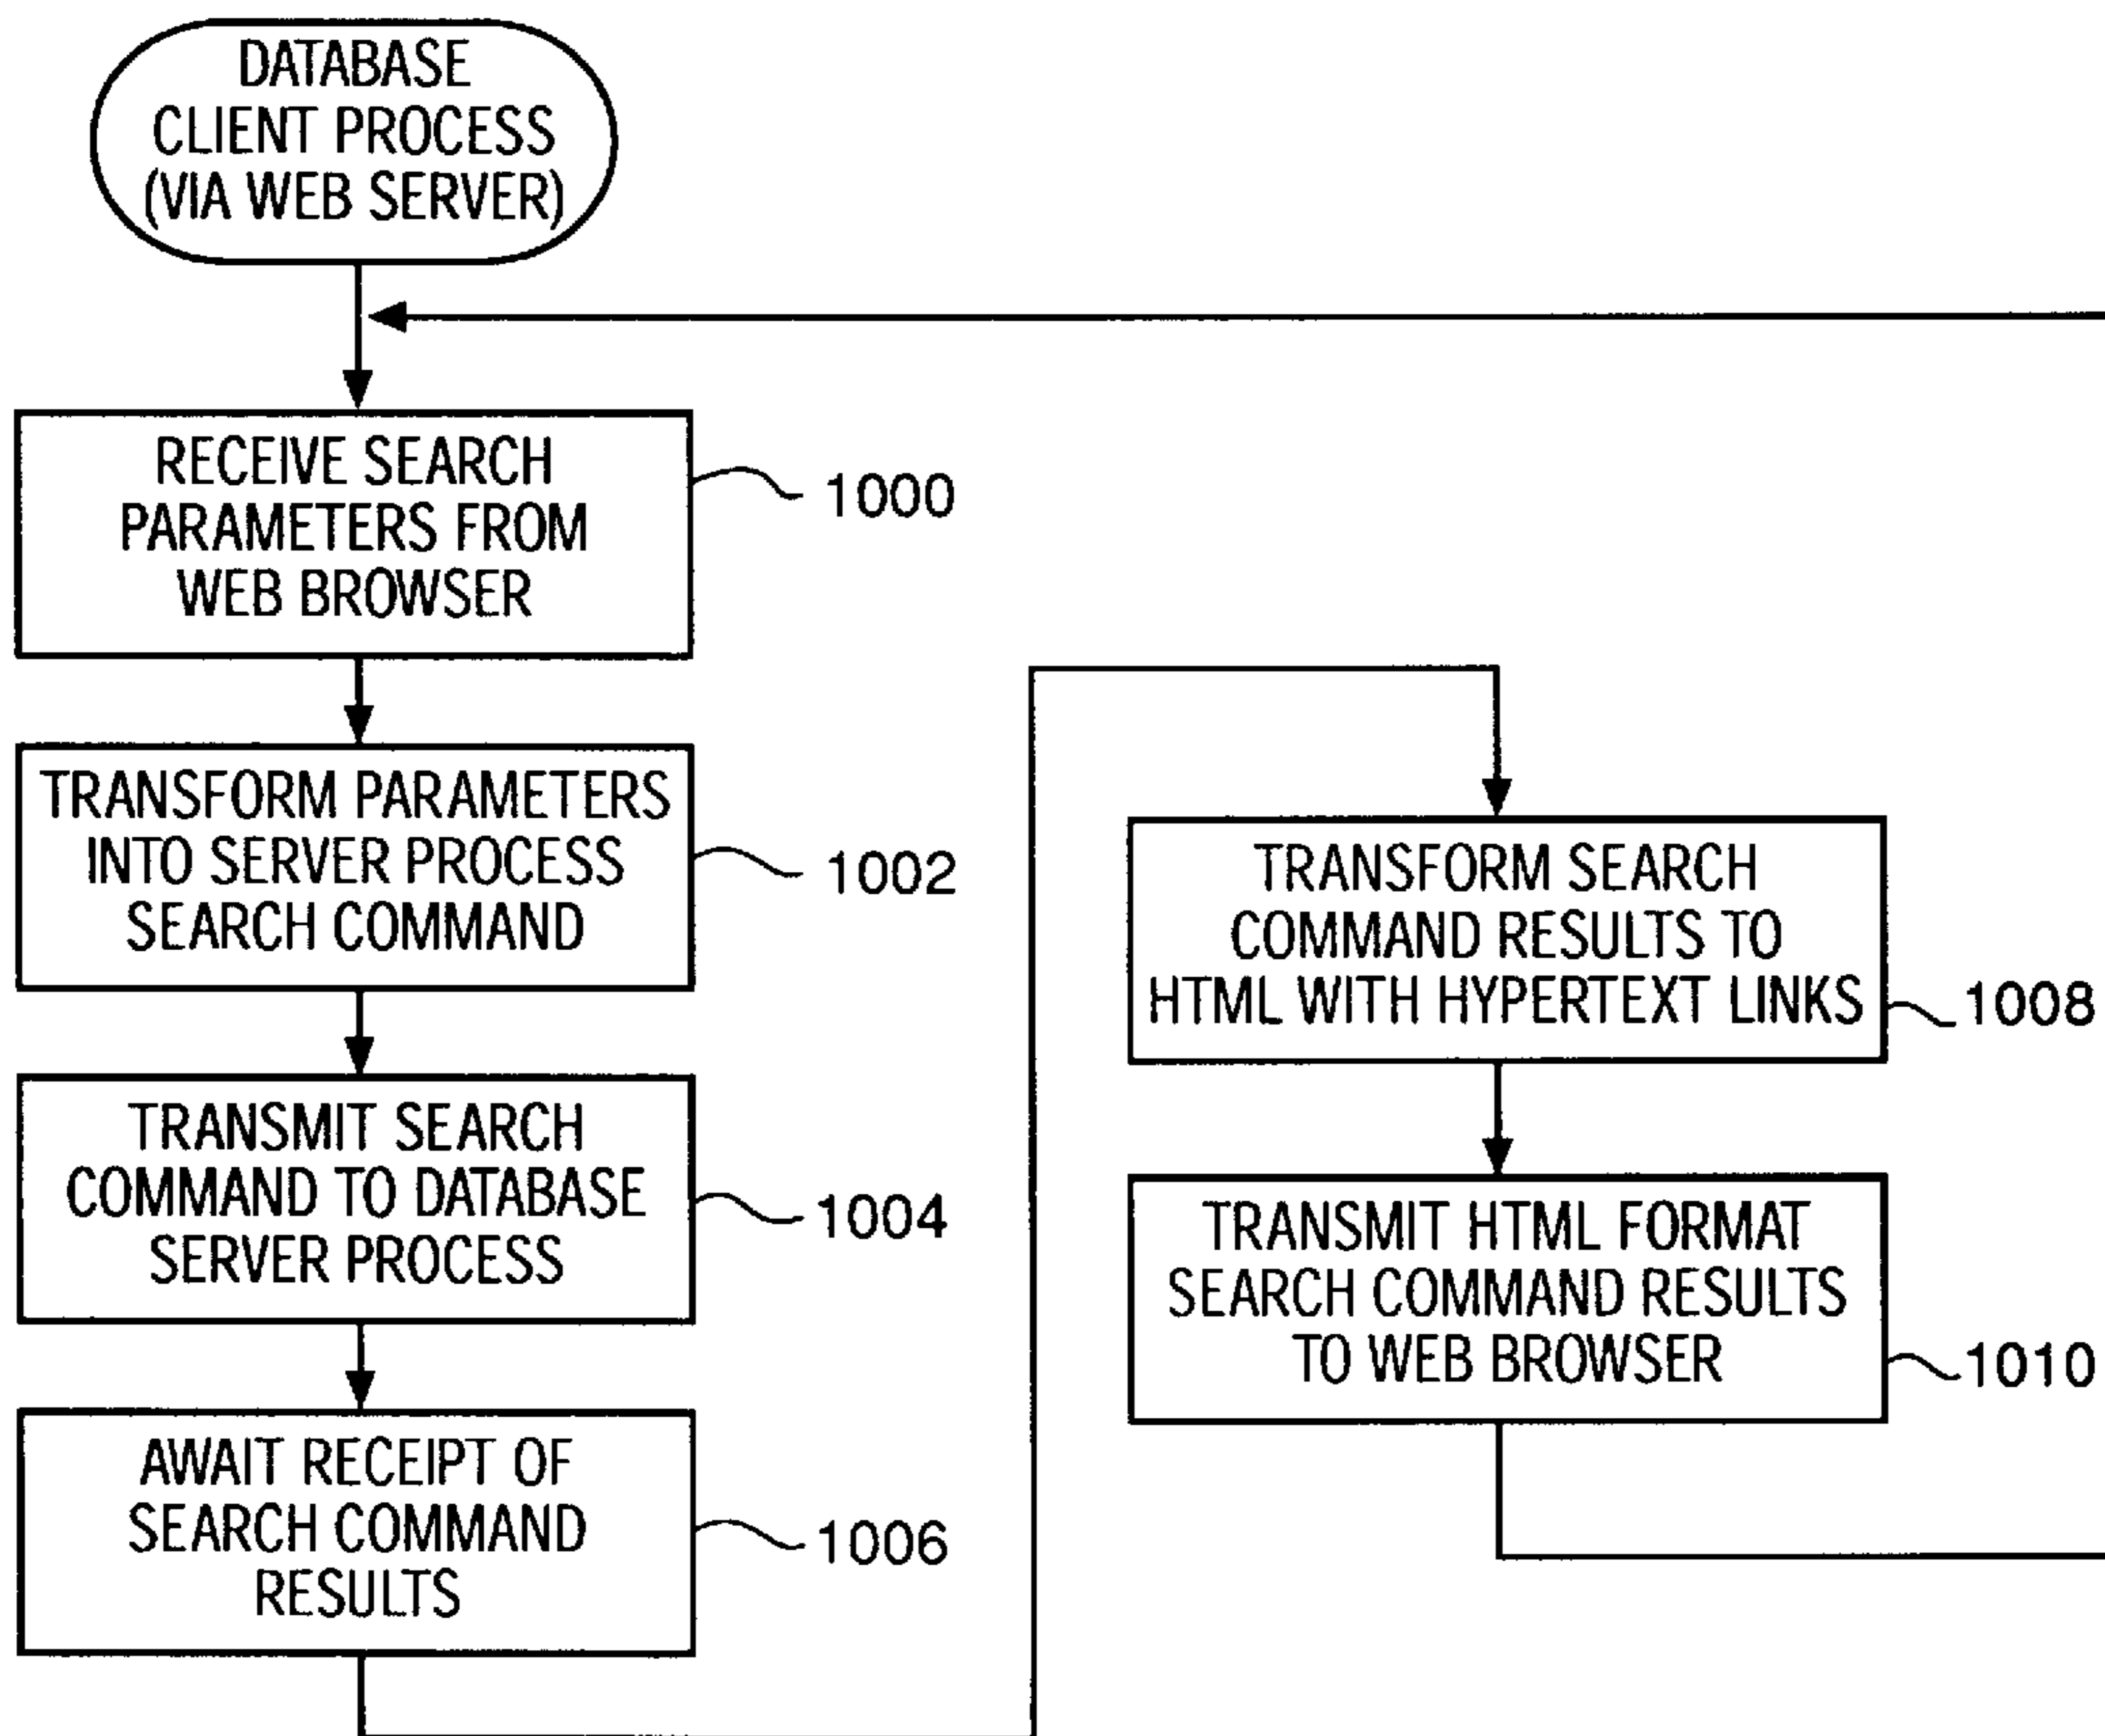 DATABASE
CLIENT PROCESS
(VIA WEB SERVER)
RECEIVE SEARCH
PARAMETERS FROM
WEB BROWSER
1000
TRANSFORM PARAMETERS
INTO SERVER PROCESS
SEARCH COMMAND
1002
TRANSMIT SEARCH
COMMAND TO DATABASE
SERVER PROCESS
1004
AWAIT RECEIPT OF
SEARCH COMMAND
RESULTS
1006
TRANSFORM SEARCH
COMMAND RESULTS TO
HTML WITH HYPERTEXT LINKS
1008
TRANSMIT HTML FORMAT
SEARCH COMMAND RESULTS
TO WEB BROWSER
1010